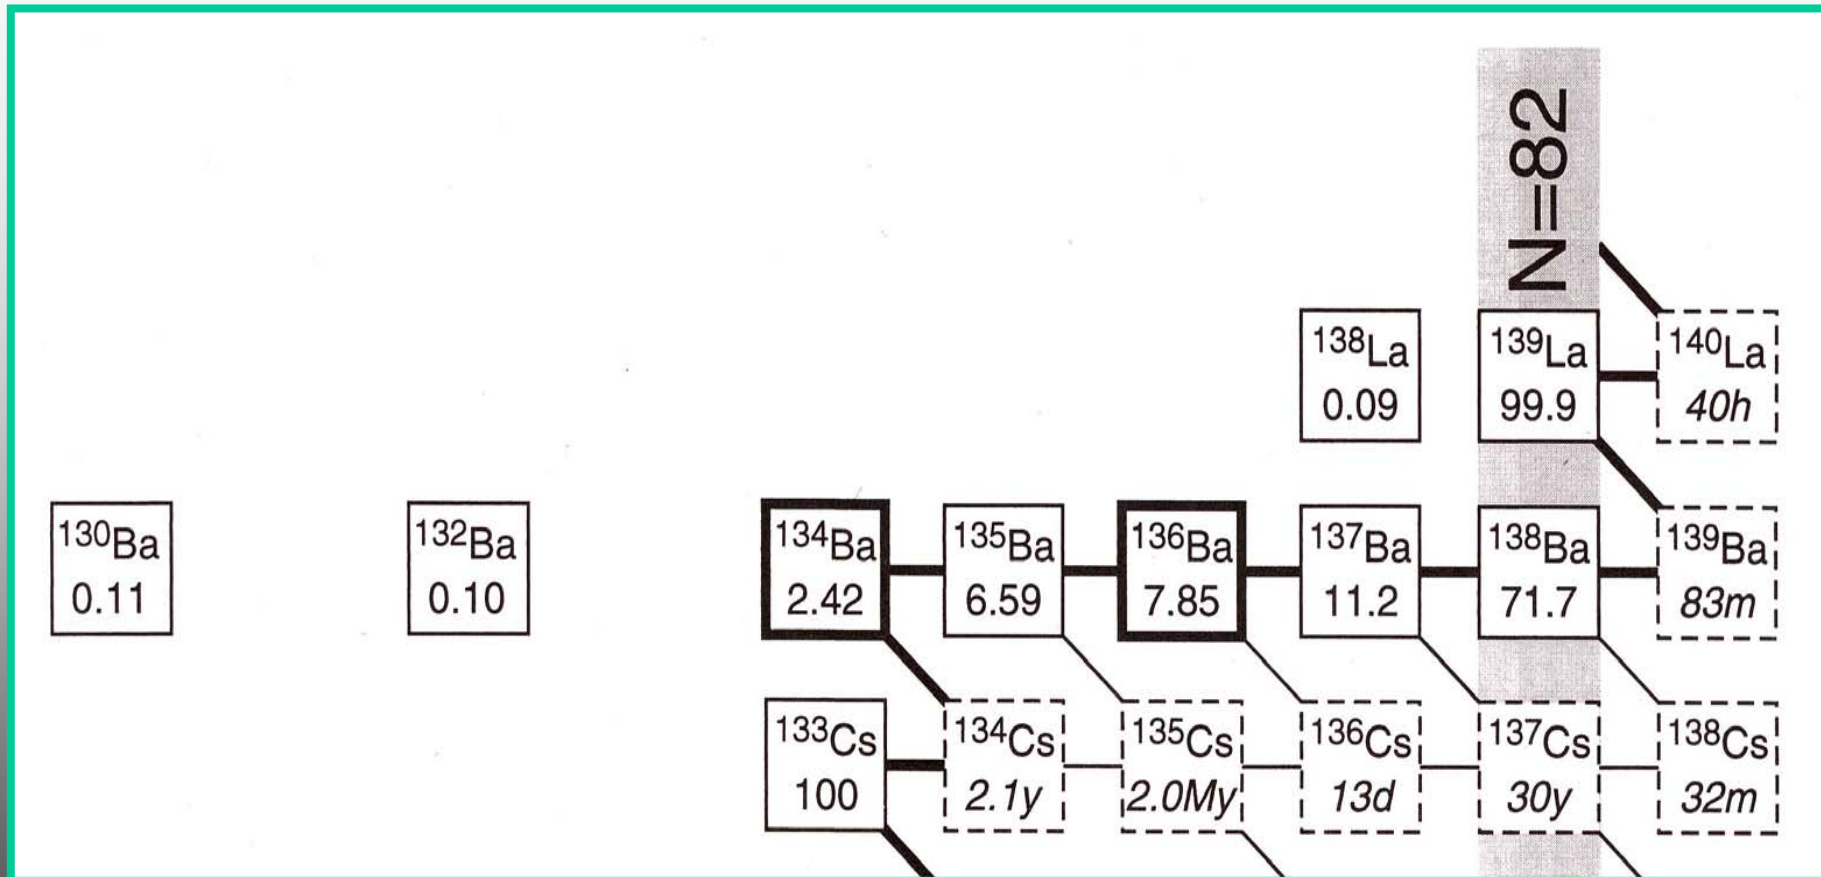 N=82
138La
0.09
139La
99.9
140La
40h
130Ba
0.11
132Ba
0.10
134Ba
2.42
135Ba
6.59
136Ba
7.85
137Ba
11.2
138Ba
71.7
139Ba
83m
133Cs
100
134Cs
2.1y
135Cs
2.0My
136Cs
13d
137Cs
30y
138Cs
32m